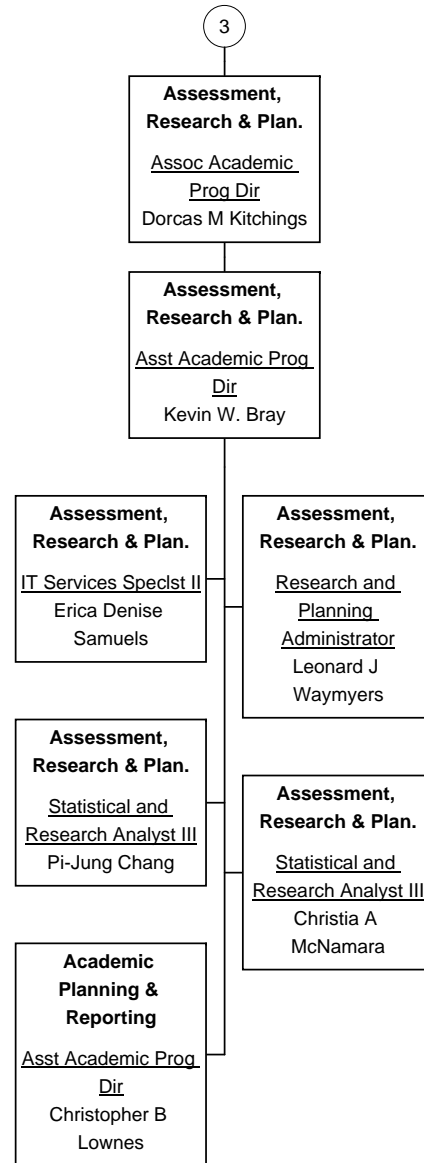 3
Assessment,
Research & Plan.
Assoc Academic
Prog Dir
Dorcas M Kitchings
Assessment,
Research & Plan.
Asst Academic Prog
Dir
Kevin W. Bray
Assessment,
Research & Plan.
IT Services Speclst II
Erica Denise
Samuels
Assessment,
Research & Plan.
Research and
Planning
Administrator
Leonard J
Waymyers
Assessment,
Research & Plan.
Statistical and
Research Analyst III
Pi-Jung Chang
Assessment,
Research & Plan.
Statistical and
Research Analyst III
Christia A
McNamara
Academic
Planning &
Reporting
Asst Academic Prog
Dir
Christopher B
Lownes